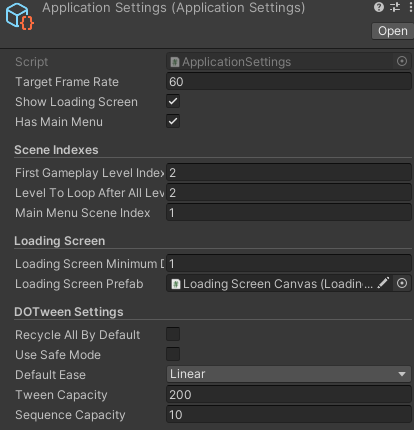 Application Settings (Application Settings)
Open
Script ApplicationSettings
Target Frame Rate 60
Show Loading Screen
Has Main Menu
Scene Indexes
First Gameplay Level Index 2
Level To Loop After All Lev 2
Main Menu Scene Index 1
Loading Screen
Loading Screen Minimum D 1
Loading Screen Prefab Loading Screen Canvas (Loadin...
DOTween Settings
Recycle All By Default
Use Safe Mode
Default Ease Linear
Tween Capacity 200
Sequence Capacity 10